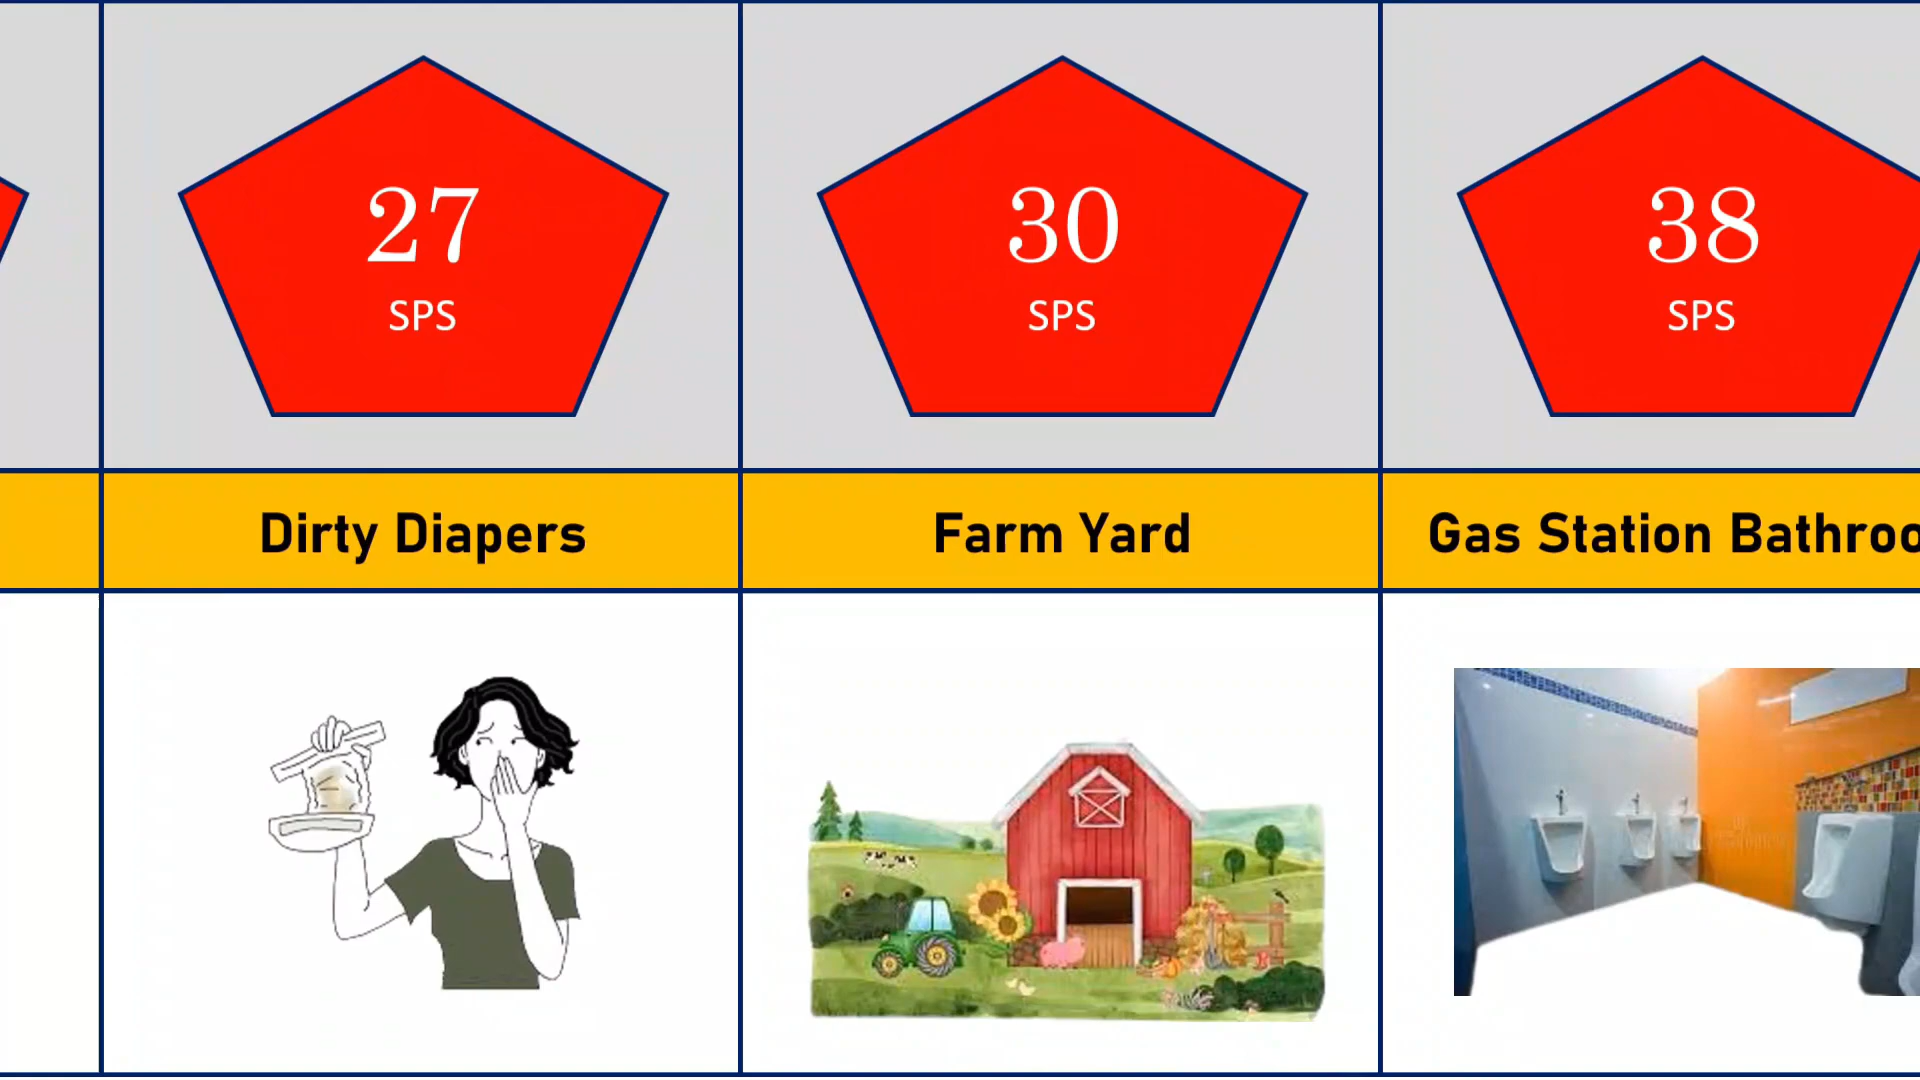 27
SPS
30
SPS
38
SPS
Dirty Diapers
Farm Yard
Gas Station Bathroo